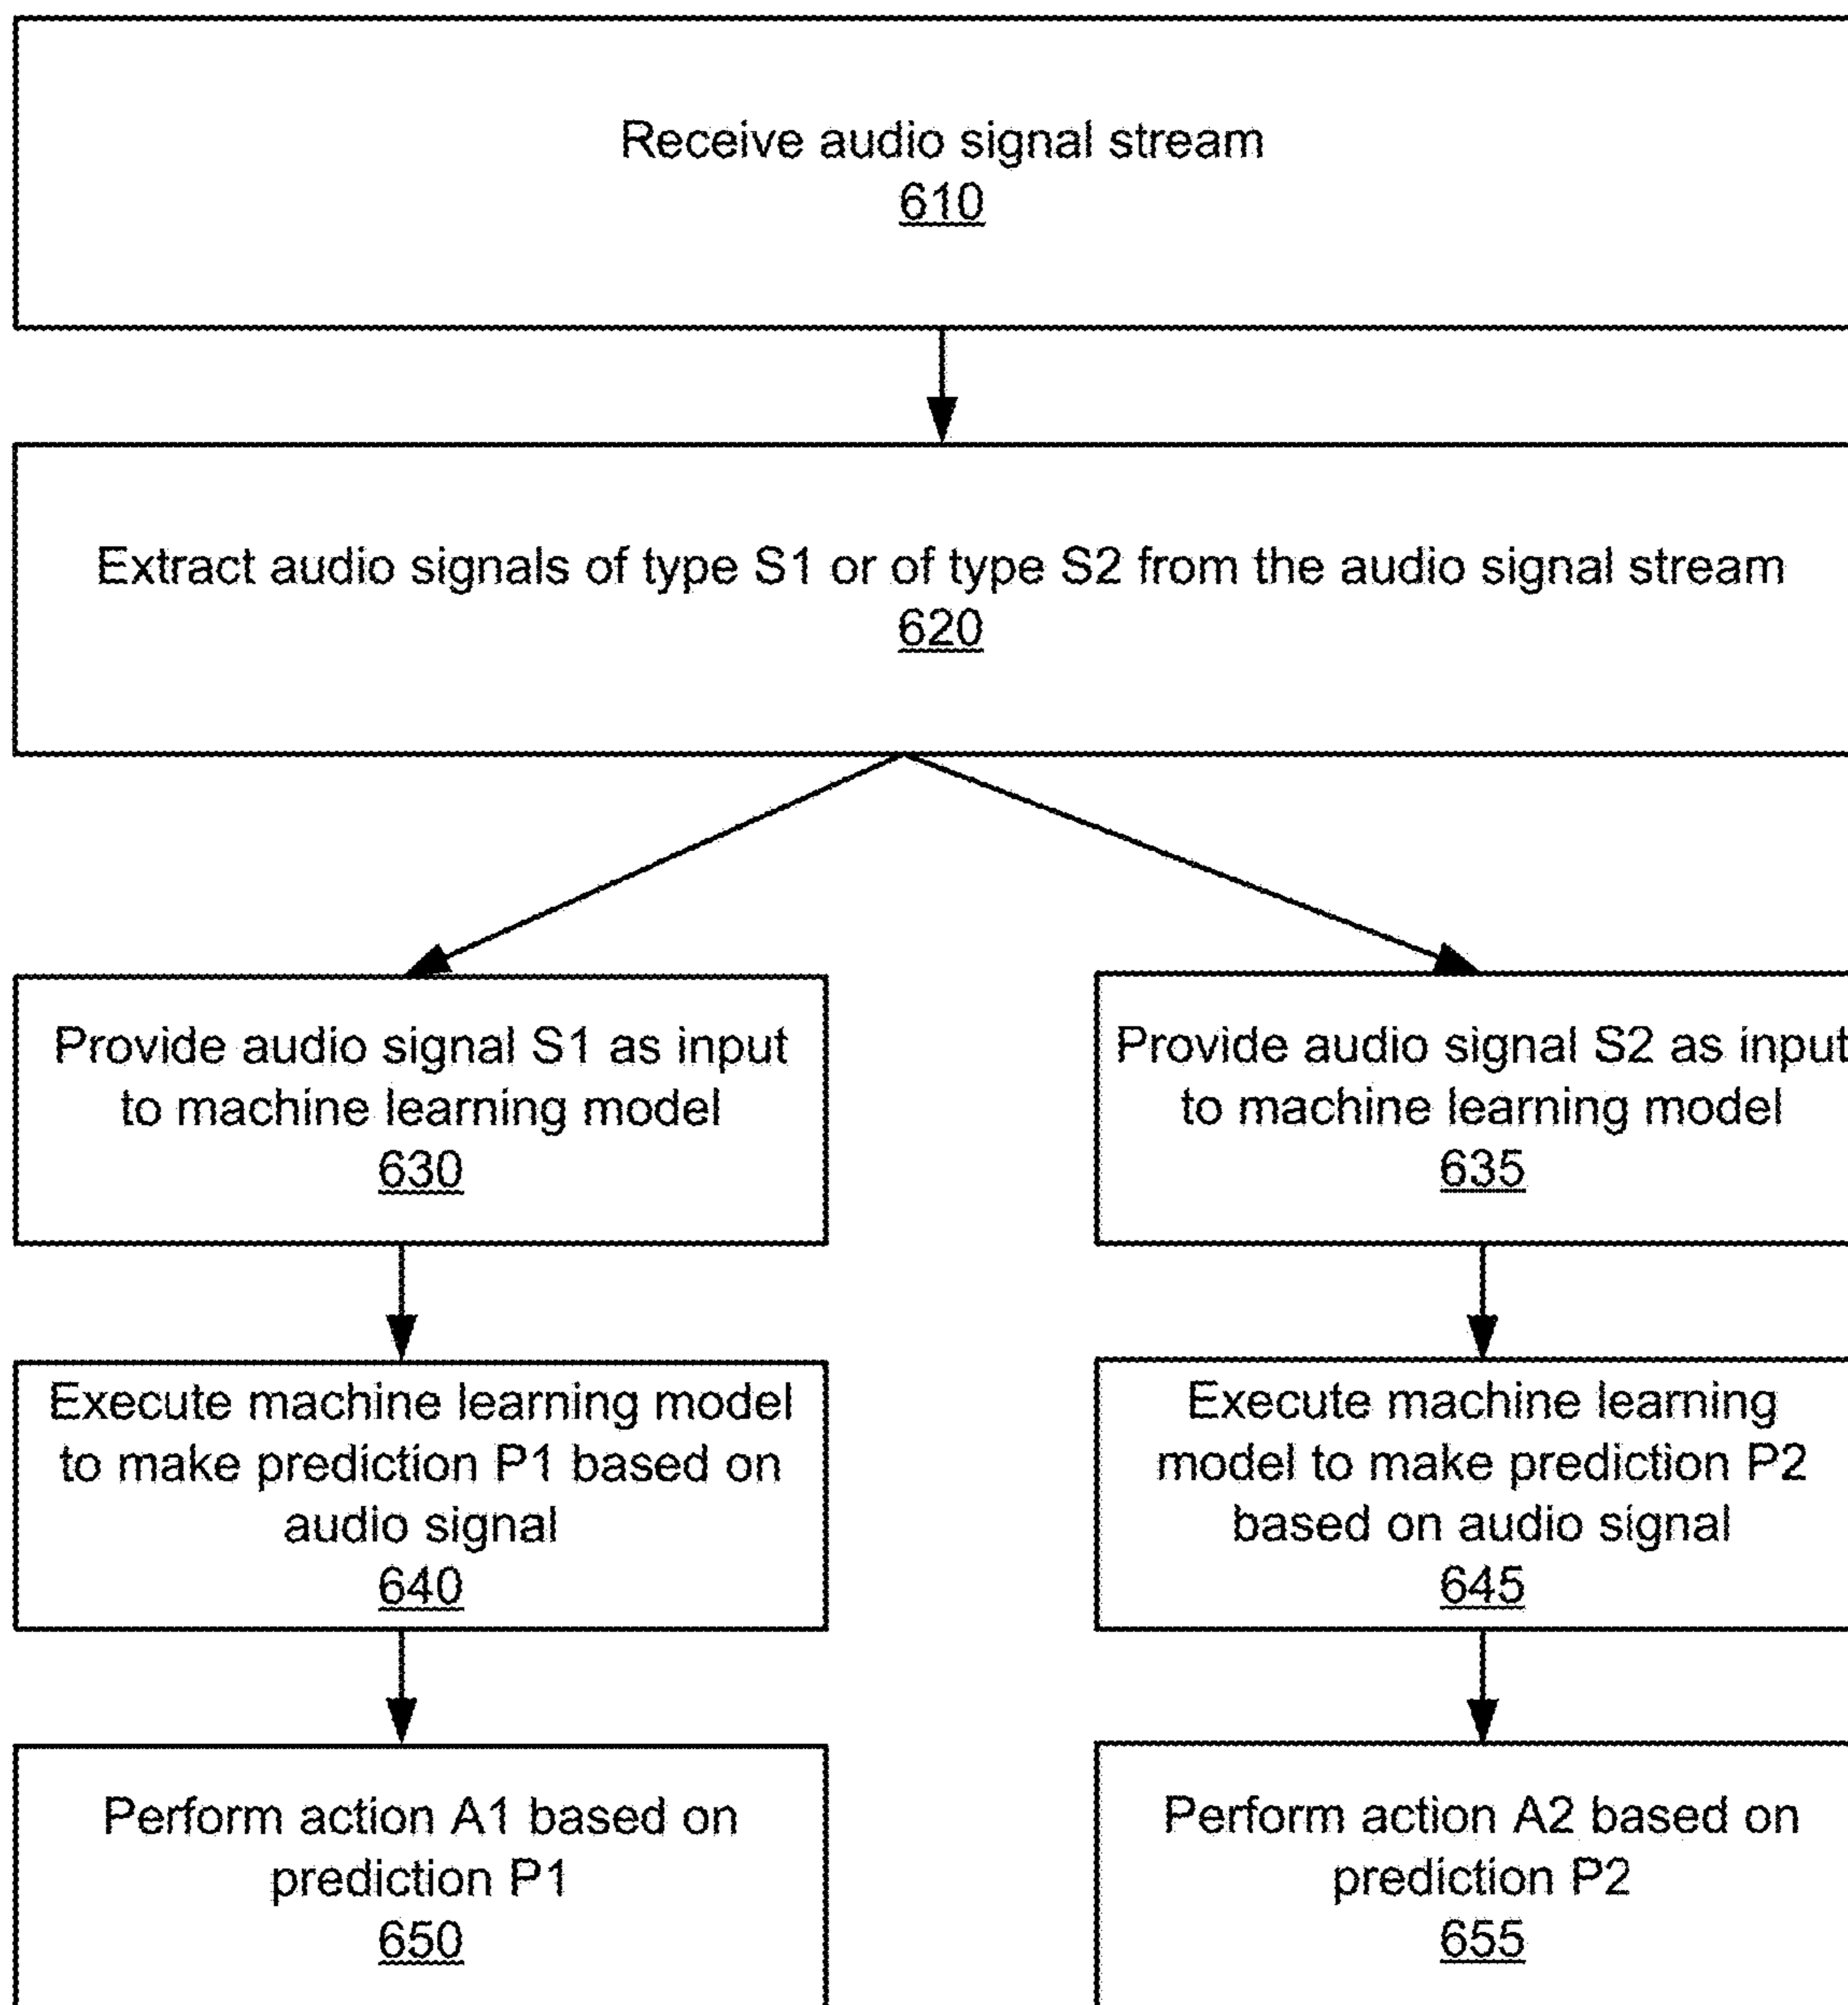 Receive audio signal stream
610
Extract audio signals of type S1 or of type S2 from the audio signal stream
620
Provide audio signal S1 as input
to machine learning model
630
Provide audio signal S2 as input
to machine learning model
635
Execute machine learning model
to make prediction P1 based on
audio signal
640
Execute machine learning
model to make prediction P2
based on audio signal
645
Perform action A1 based on
prediction P1
650
Perform action A2 based on
prediction P2
655